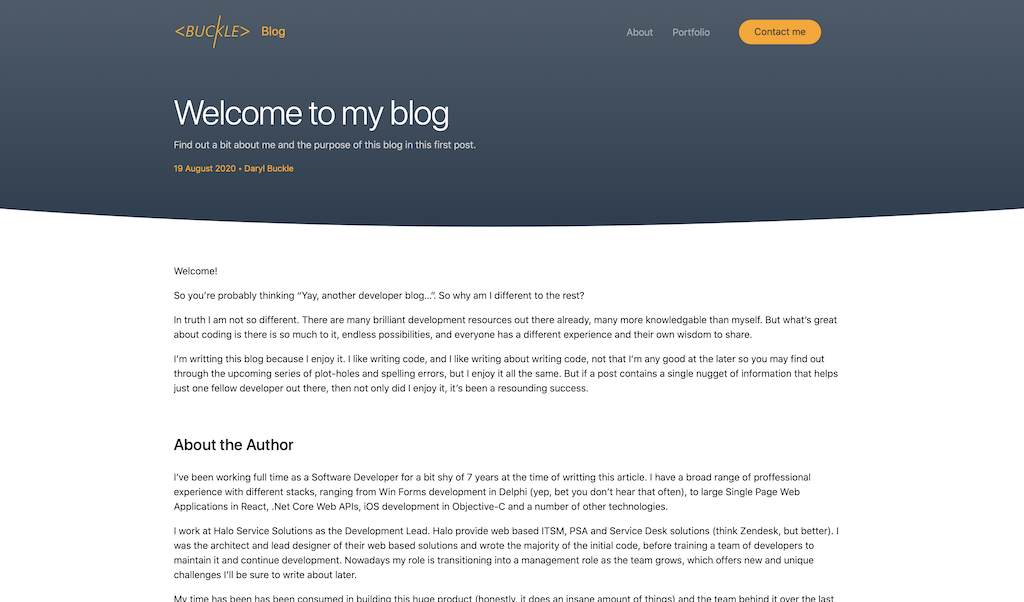 <BUCKLE> Blog
About Portfolio Contact me
Welcome to my blog
Find out a bit about me and the purpose of this blog in this first post.
19 August 2020 • Daryl Buckle
Welcome!
So you’re probably thinking “Yay, another developer blog…”. So why am I different to the rest?
In truth I am not so different. There are many brilliant development resources out there already, many more knowledgable than myself. But what’s great
about coding is there is so much to it, endless possibilities, and everyone has a different experience and their own wisdom to share.
I’m writting this blog because I enjoy it. I like writing code, and I like writing about writing code, not that I’m any good at the later so you may find out
through the upcoming series of plot-holes and spelling errors, but I enjoy it all the same. But if a post contains a single nugget of information that helps
just one fellow developer out there, then not only did I enjoy it, it’s been a resounding success.
About the Author
I’ve been working full time as a Software Developer for a bit shy of 7 years at the time of writting this article. I have a broad range of proffessional
experience with different stacks, ranging from Win Forms development in Delphi (yep, bet you don’t hear that often), to large Single Page Web
Applications in React, .Net Core Web APIs, iOS development in Objective-C and a number of other technologies.
I work at Halo Service Solutions as the Development Lead. Halo provide web based ITSM, PSA and Service Desk solutions (think Zendesk, but better). I
was the architect and lead designer of their web based solutions and wrote the majority of the initial code, before training a team of developers to
maintain it and continue development. Nowadays my role is transitioning into a management role as the team grows, which offers new and unique
challenges I’ll be sure to write about later.
My time has been has been consumed in building this huge product (honestly, it does an insane amount of things) and the team behind it over the last